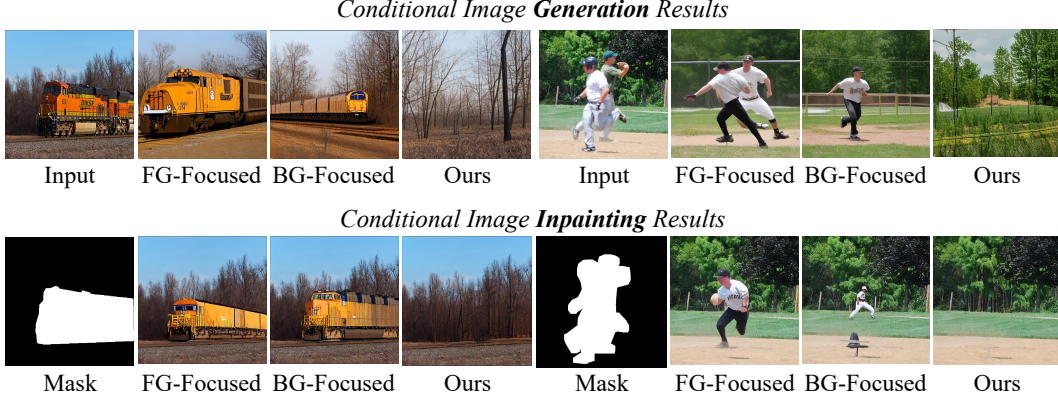 Conditional Image Generation Results
Input FG-Focused BG-Focused Ours Input FG-Focused BG-Focused Ours
Conditional Image Inpainting Results
Mask FG-Focused BG-Focused Ours Mask FG-Focused BG-Focused Ours